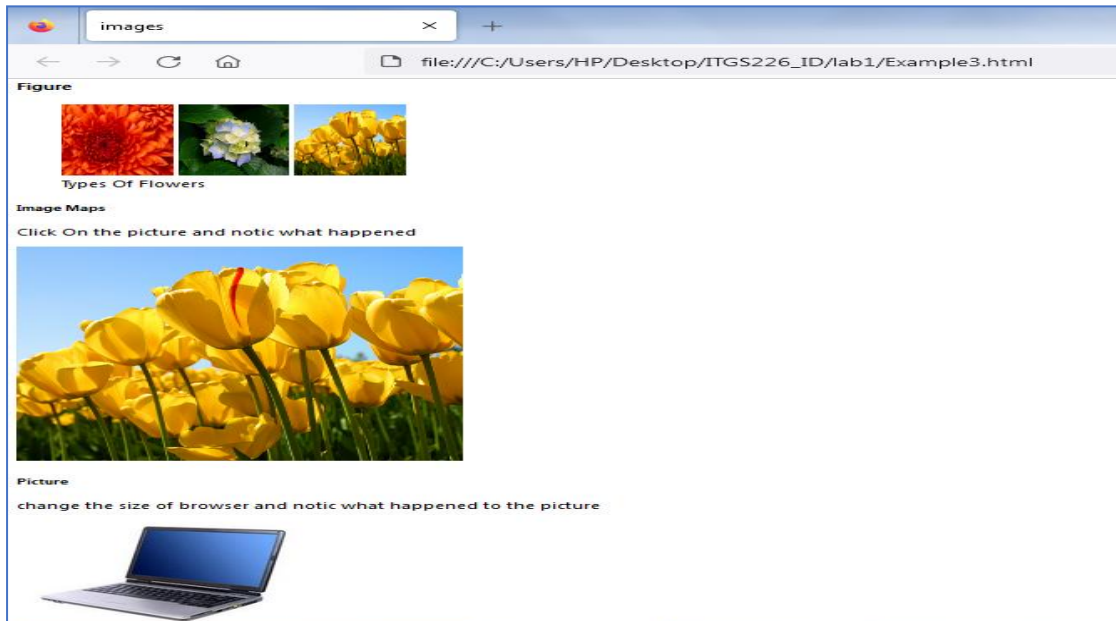 images
file:///C:/Users/HP/Desktop/ITGS226_ID/lab1/Example3.html
Figure
Types Of Flowers
Image Maps
Click On the picture and notic what happened
Picture
change the size of browser and notic what happened to the picture